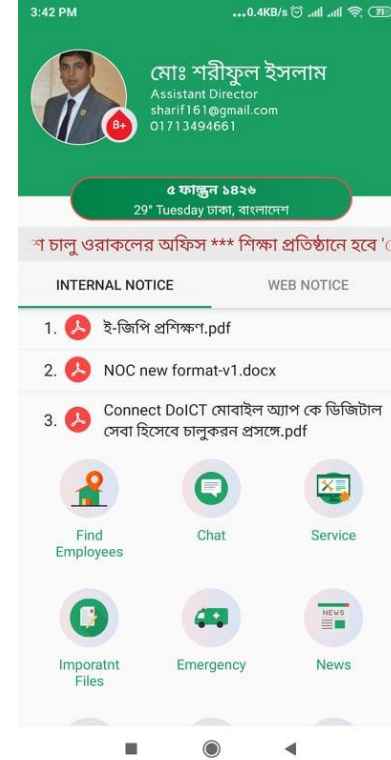 3:42 PM
...0.4KB/s
71
মোঃ শরীফুল ইসলাম
Assistant Director
sharif161@gmail.com
01713494661
B+
৫ ফাল্গুন ১৪২৬
29° Tuesday ঢাকা, বাংলাদেশ
শ চালু ওরাকলের অফিস *** শিক্ষা প্রতিষ্ঠানে হবে '
INTERNAL NOTICE
WEB NOTICE
1. ই-জিপি প্রশিক্ষণ.pdf
2. NOC new format-v1.docx
3. Connect DoICT মোবাইল অ্যাপ কে ডিজিটাল
সেবা হিসেবে চালুকরন প্রসঙ্গে.pdf
Find
Employees
Chat
Service
NEWS
Imporatnt
Files
Emergency
News